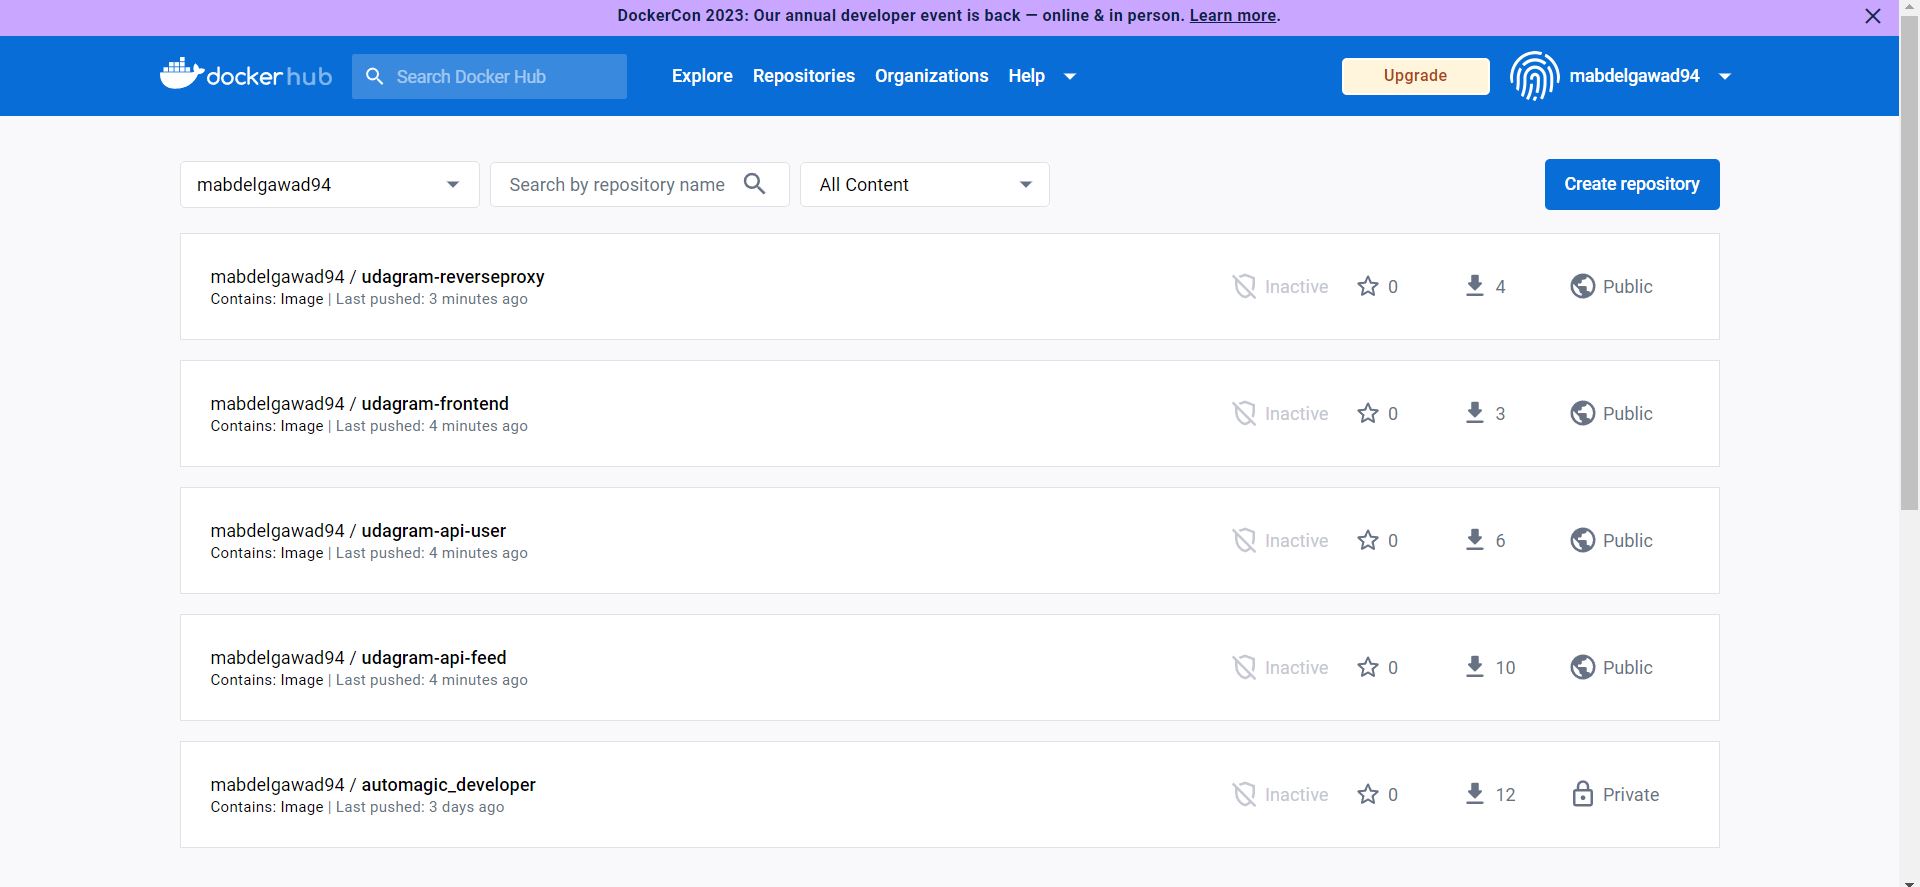 DockerCon 2023: Our annual developer event is back — online & in person. Learn more.
dockerhub Search Docker Hub Explore Repositories Organizations Help Upgrade mabdelgawad94
mabdelgawad94 Search by repository name All Content Create repository
mabdelgawad94 / udagram-reverseproxy
Contains: Image | Last pushed: 3 minutes ago
Inactive 0 4 Public
mabdelgawad94 / udagram-frontend
Contains: Image | Last pushed: 4 minutes ago
Inactive 0 3 Public
mabdelgawad94 / udagram-api-user
Contains: Image | Last pushed: 4 minutes ago
Inactive 0 6 Public
mabdelgawad94 / udagram-api-feed
Contains: Image | Last pushed: 4 minutes ago
Inactive 0 10 Public
mabdelgawad94 / automagic_developer
Contains: Image | Last pushed: 3 days ago
Inactive 0 12 Private